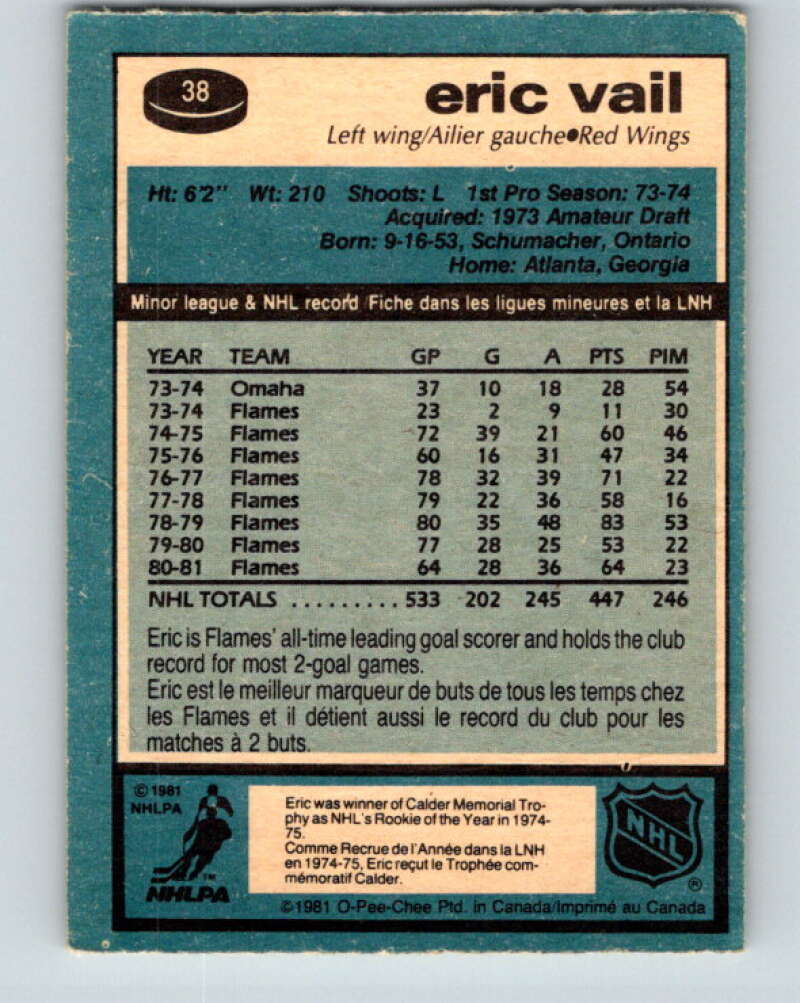 38
eric vail
Left wing/Ailier gauche●Red Wings
Ht: 6'2" Wt: 210 Shoots: L 1st Pro Season: 73-74
Acquired: 1973 Amateur Draft
Born: 9-16-53, Schumacher, Ontario
Home: Atlanta, Georgia
Minor league & NHL record/Fiche dans les ligues mineures et la LNH
YEAR TEAM GP G A PTS PIM
73-74 Omaha 37 10 18 28 54
73-74 Flames 23 2 9 11 30
74-75 Flames 72 39 21 60 46
75-76 Flames 60 16 31 47 34
76-77 Flames 78 32 39 71 22
77-78 Flames 79 22 36 58 16
78-79 Flames 80 35 48 83 53
79-80 Flames 77 28 25 53 22
80-81 Flames 64 28 36 64 23
NHL TOTALS ......... 533 202 245 447 246
Eric is Flames' all-time leading goal scorer and holds the club
record for most 2-goal games.
Eric est le meilleur marqueur de buts de tous les temps chez
les Flames et il détient aussi le record du club pour les
matches à 2 buts.
© 1981
NHLPA
™
NHLPA
Eric was winner of Calder Memorial Tro-
phy as NHL's Rookie of the Year in 1974-
75.
Comme Recrue de l'Année dans la LNH
en 1974-75, Eric reçut le Trophée com-
mémoratif Calder.
NHL
®
©1981 O-Pee-Chee Ptd. in Canada/Imprimé au Canada